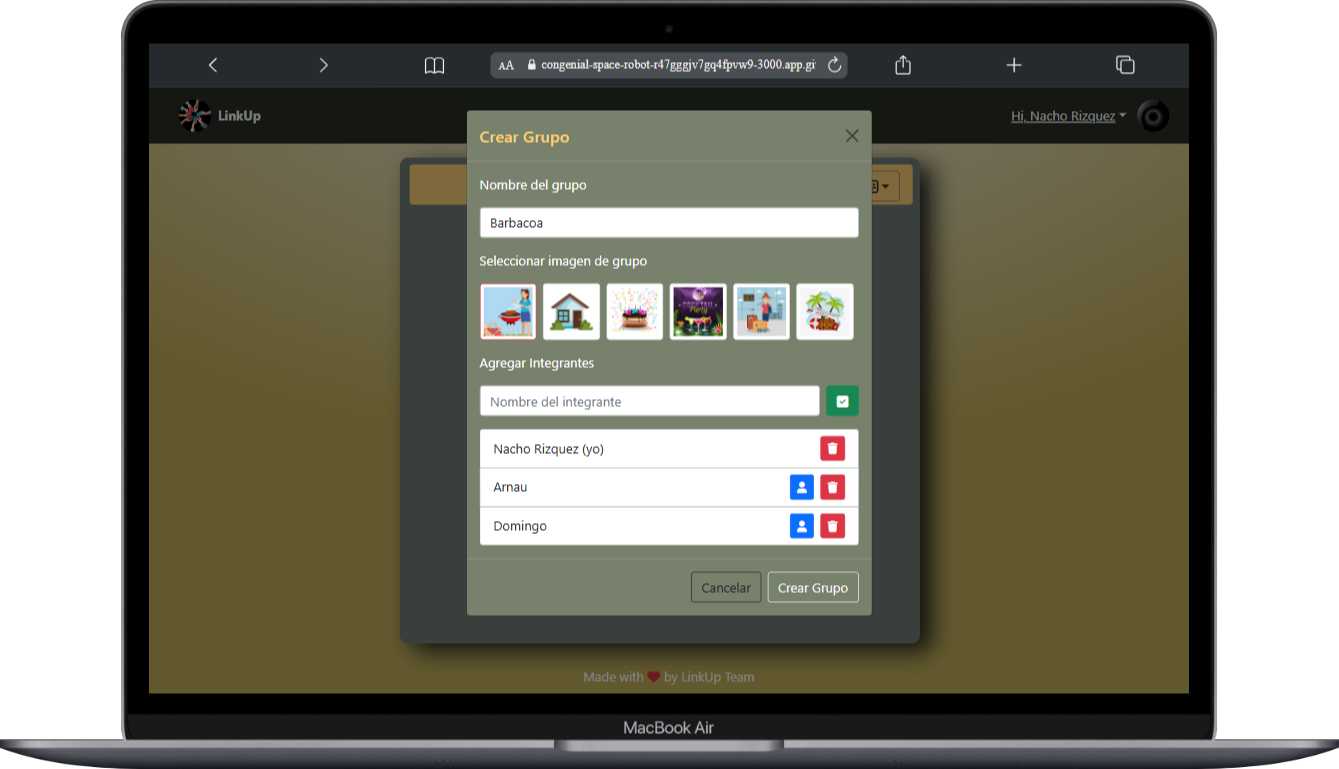 AA congenial-space-robot-r47gggjv7gq4fpvw9-3000.app.gi
LinkUp
Hi, Nacho Rizquez
Crear Grupo
Nombre del grupo
Barbacoa
Seleccionar imagen de grupo
COCKTAIL
Party
Agregar Integrantes
Nombre del integrante
Nacho Rizquez (yo)
Arnau
Domingo
Cancelar
Crear Grupo
Made with by LinkUp Team
MacBook Air